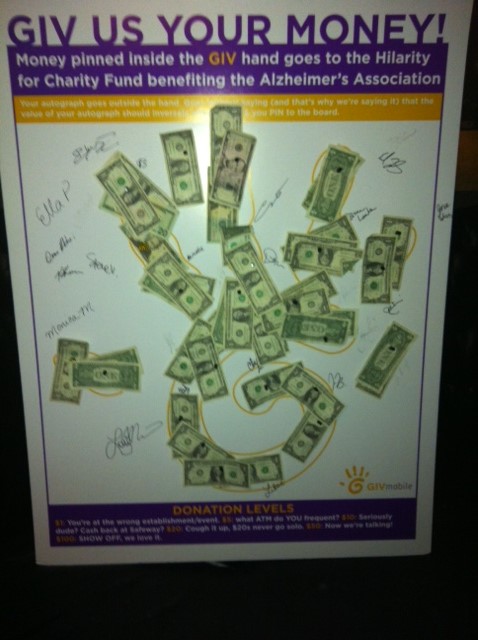 GIV US YOUR MONEY!
Money pinned inside the GIV hand goes to the Hilarity
for Charity Fund benefiting the Alzheimer's Association
Your autograph goes outside the hand. saying (and that's why we're saying it) that the
value of your autograph should you PIN to the board.
Ella P
Monica M
GIVmobile
DONATION LEVELS
$1: You're at the wrong establishment/event. $5: what ATM do YOU frequent? $10: Seriously
dude? Cash back at Safeway? $20: Cough it up, $20s never go solo. $50: Now we're talking!
$100: SHOW OFF, we love it.